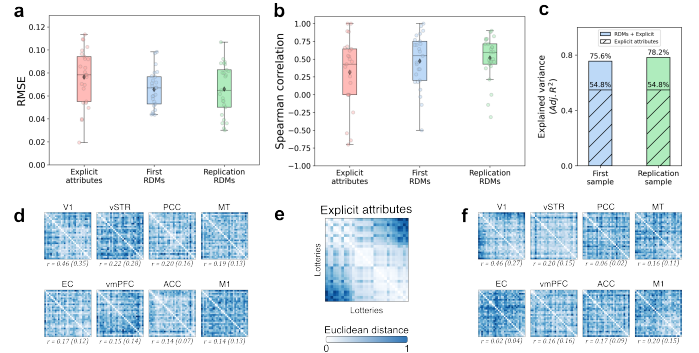 a
b
c
RMSE
0.12
0.10
0.08
0.06
0.04
0.02
0.00
Explicit attributes
First RDMs
Replication RDMs
Spearman correlation
1.00
0.75
0.50
0.25
0.00
0.25
0.50
0.75
−1.00
Explicit attributes
First RDMs
Replication RDMs
Explained variance
(Adj. R²)
RDMs + Explicit
Explicit attributes
0.8
0.4
0.0
75.6%
78.2%
54.8%
54.8%
First sample
Replication sample
d
V1
vSTR
PCC
MT
r = 0.46 (0.35)
r = 0.22 (0.28)
r = 0.20 (0.16)
r = 0.19 (0.13)
EC
vmPFC
ACC
M1
r = 0.17 (0.12)
r = 0.15 (0.14)
r = 0.14 (0.07)
r = 0.14 (0.13)
e
Explicit attributes
Lotteries
Lotteries
Euclidean distance
0
1
f
V1
vSTR
PCC
MT
r = 0.46 (0.27)
r = 0.59 (0.15)
r = 0.06 (0.02)
r = 0.16 (0.11)
EC
vmPFC
ACC
M1
r = 0.02 (0.04)
r = 0.16 (0.16)
r = 0.17 (0.09)
r = 0.20 (0.15)